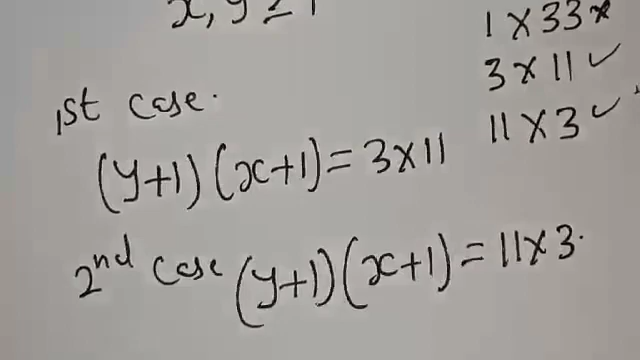 x, y ≥ 1
1 x 33 x
3 x 11 ✓
11 x 3 ✓
1st case.
(y+1)(x+1) = 3x11
2nd case (y+1)(x+1) = 11x3.